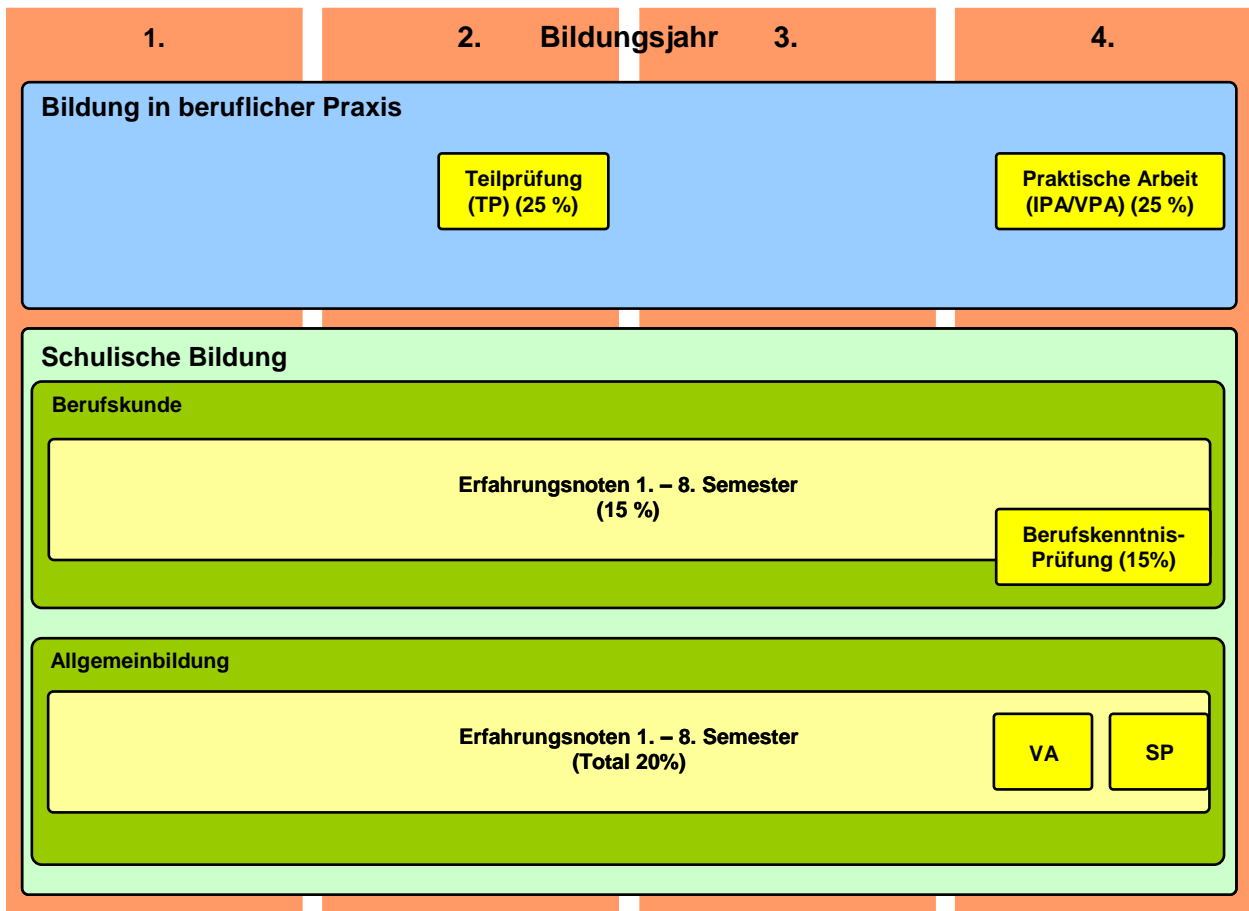 1. 2. Bildungsjahr 3. 4.
Bildung in beruflicher Praxis
Teilprüfung
(TP) (25 %)
Praktische Arbeit
(IPA/VPA) (25 %)
Schulische Bildung
Berufskunde
Erfahrungsnoten 1. – 8. Semester
(15 %)
Berufskenntnis-
Prüfung (15%)
Allgemeinbildung
Erfahrungsnoten 1. – 8. Semester
(Total 20%)
VA
SP